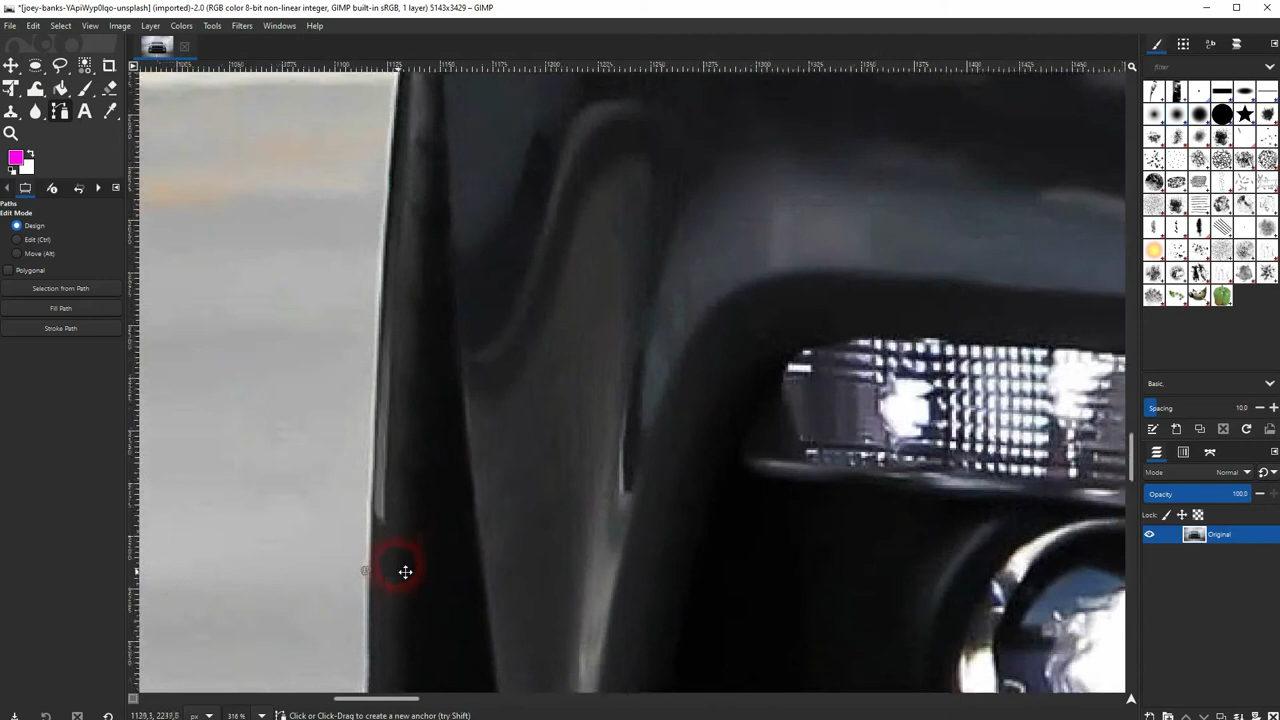 *[joey-banks-YApiWyp0lqo-unsplash] (imported)-2.0 (RGB color 8-bit non-linear integer, GIMP built-in sRGB, 1 layer) 5143x3429 – GIMP
File Edit Select View Image Layer Colors Tools Filters Windows Help
filter
Paths
Edit Mode
Design
Edit (Ctrl)
Move (Alt)
Polygonal
Selection from Path
Fill Path
Stroke Path
Basic,
Spacing 10,0
Mode Normal
Opacity 100,0
Lock:
Original
px 316 % Click or Click-Drag to create a new anchor (try Shift)